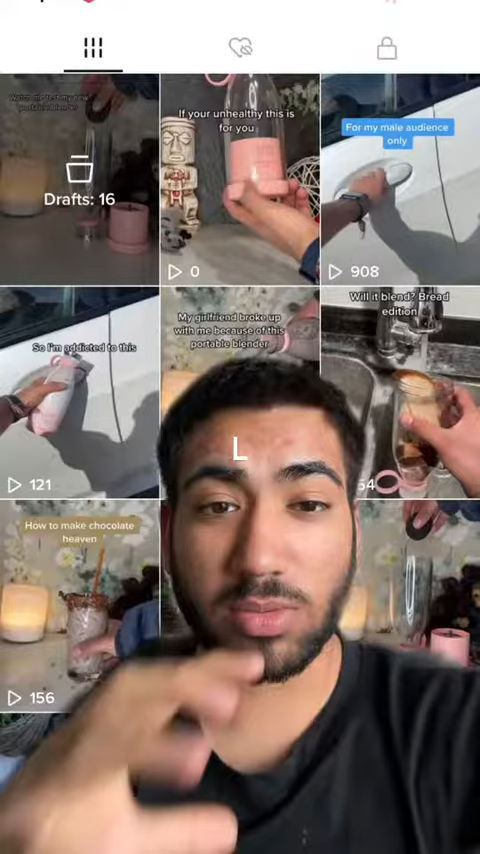 Drafts: 16
If your unhealthy this is
for you
0
For my male audience
only
908
So I'm addicted to this
121
My girlfriend broke up
with me because of this
portable blender
Will it blend? Bread
edition
54
L
How to make chocolate
heaven
156